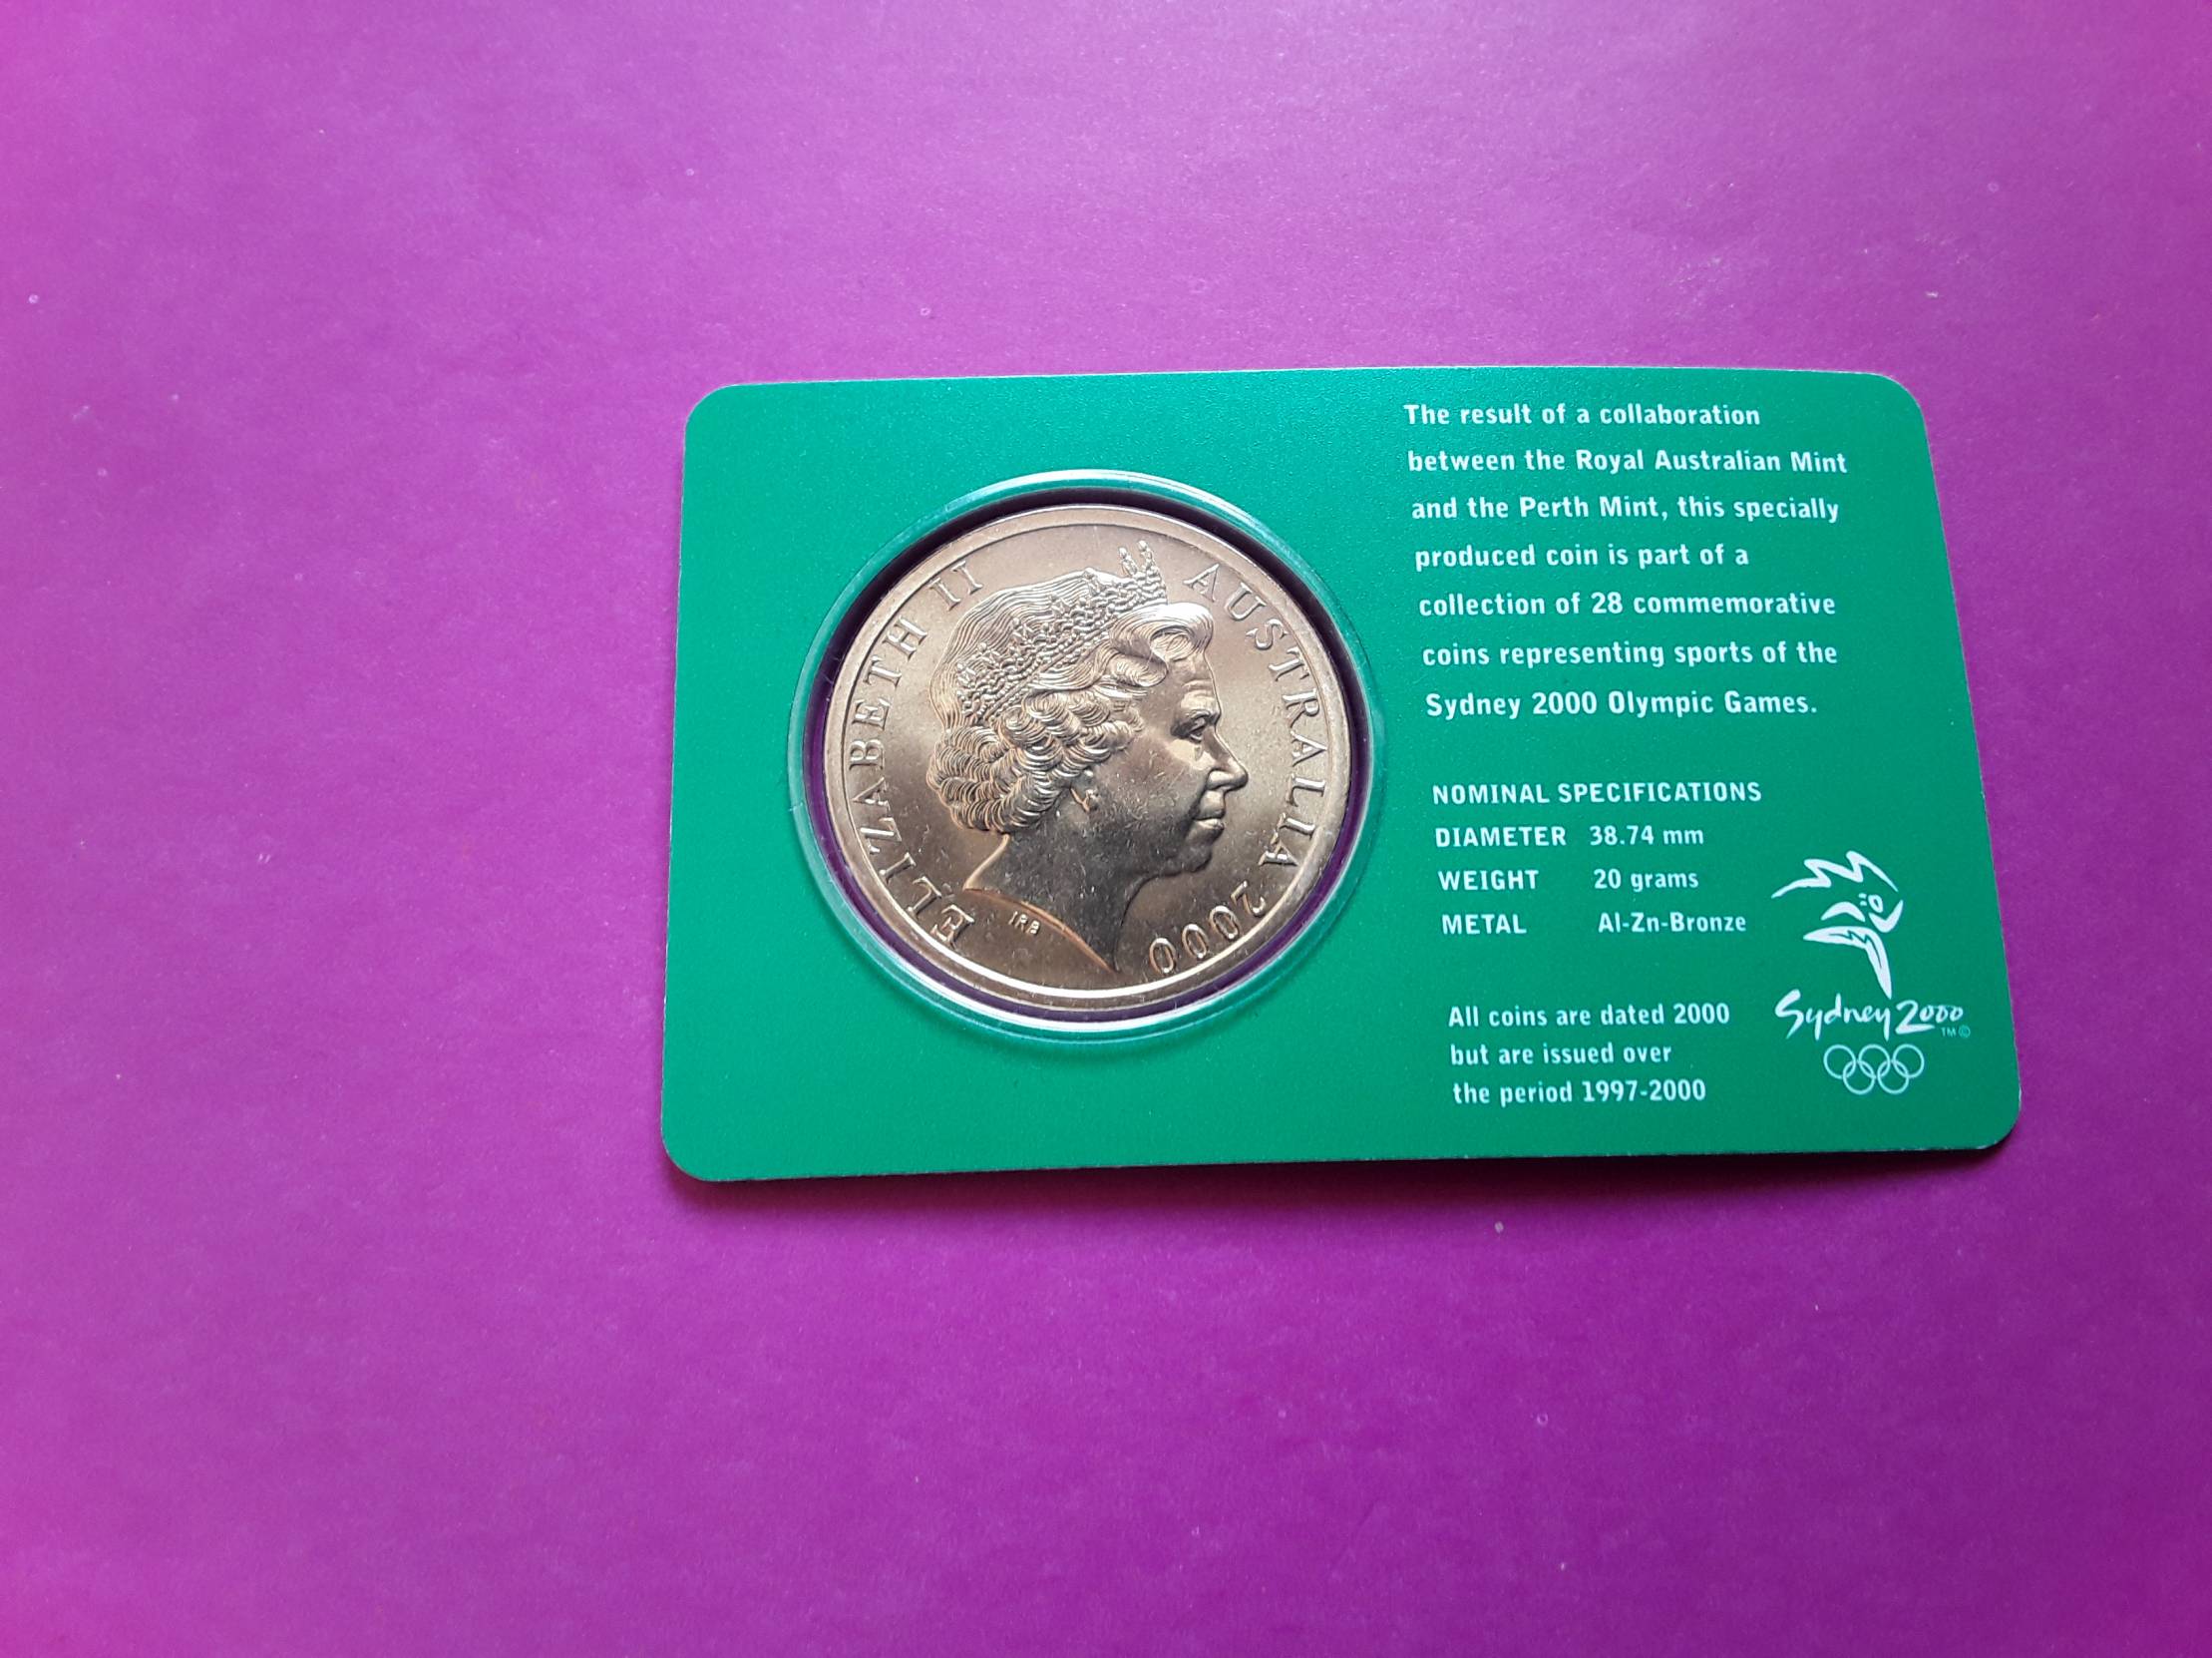 ELIZABETH II
AUSTRALIA 2000
IRB
The result of a collaboration
between the Royal Australian Mint
and the Perth Mint, this specially
produced coin is part of a
collection of 28 commemorative
coins representing sports of the
Sydney 2000 Olympic Games.
NOMINAL SPECIFICATIONS
DIAMETER 38.74 mm
WEIGHT 20 grams
METAL Al-Zn-Bronze
All coins are dated 2000
but are issued over
the period 1997-2000
Sydney 2000
TM ©